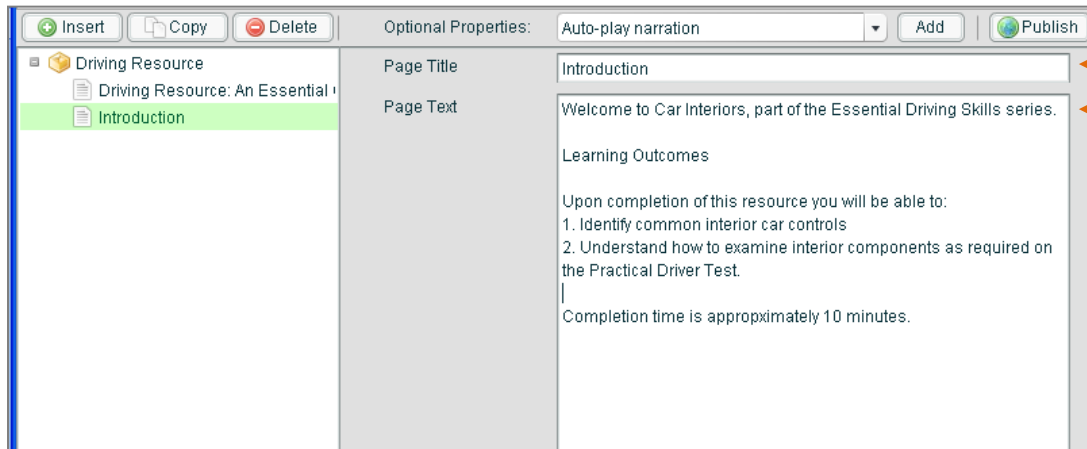 Insert Copy Delete Optional Properties: Auto-play narration Add Publish
Driving Resource
Driving Resource: An Essential
Introduction
Page Title Introduction
Page Text
Welcome to Car Interiors, part of the Essential Driving Skills series.
Learning Outcomes
Upon completion of this resource you will be able to:
1. Identify common interior car controls
2. Understand how to examine interior components as required on
the Practical Driver Test.
Completion time is appropximately 10 minutes.